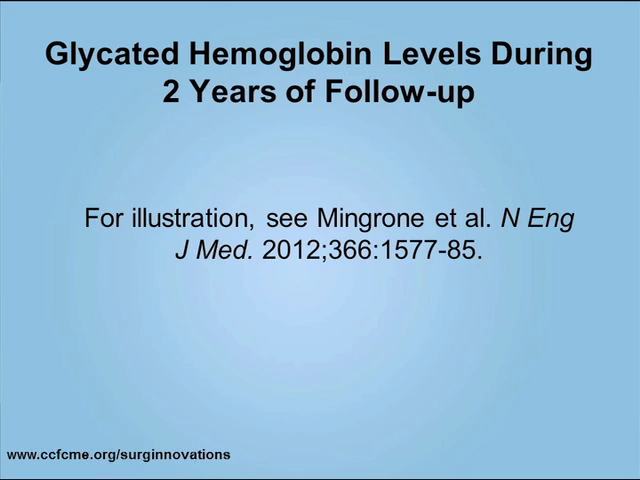 Glycated Hemoglobin Levels During
2 Years of Follow-up
For illustration, see Mingrone et al. N Eng
J Med. 2012;366:1577-85.
www.ccfcme.org/surginnovations